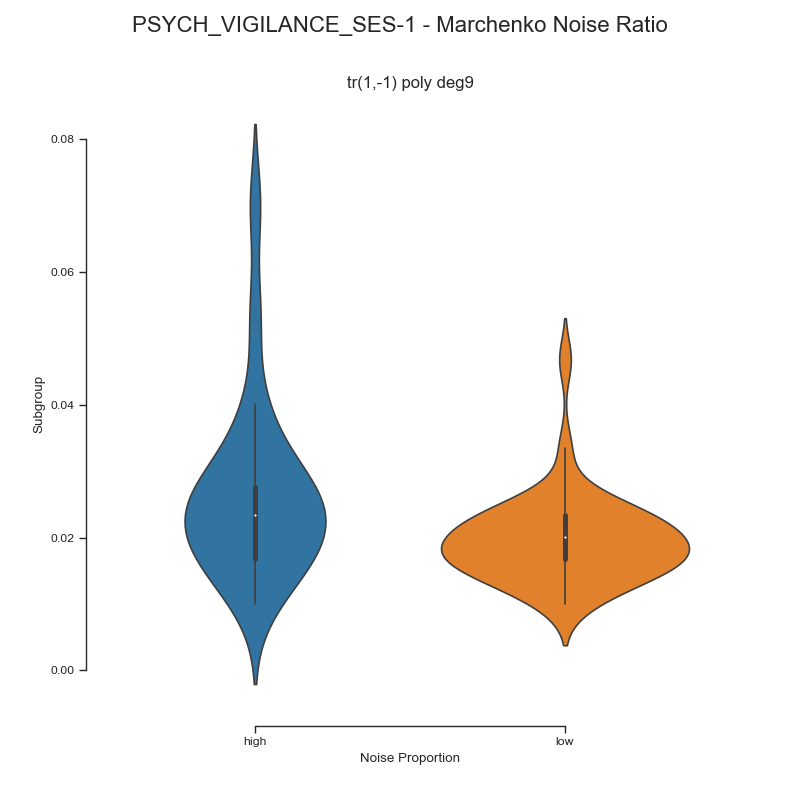 PSYCH_VIGILANCE_SES-1 - Marchenko Noise Ratio
tr(1,-1) poly deg9
0.08
0.06
0.04
0.02
0.00
Subgroup
high
low
Noise Proportion